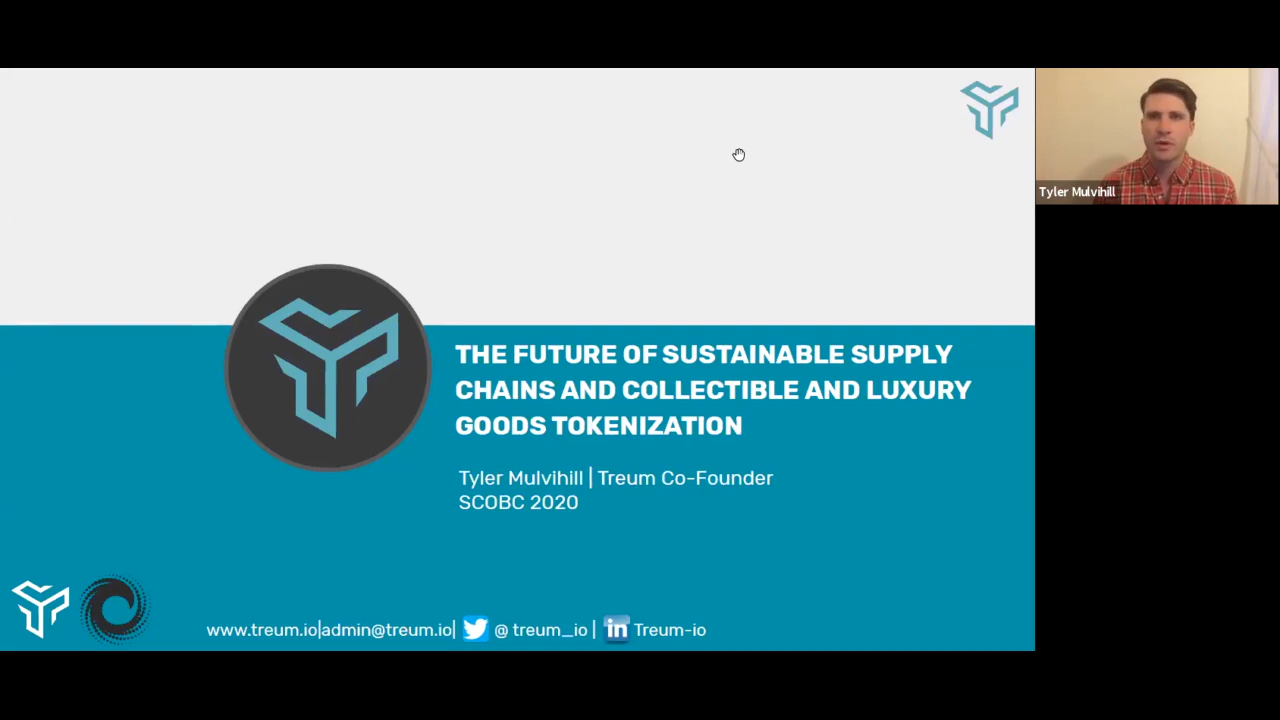 Tyler Mulvihill
THE FUTURE OF SUSTAINABLE SUPPLY
CHAINS AND COLLECTIBLE AND LUXURY
GOODS TOKENIZATION
Tyler Mulvihill | Treum Co-Founder
SCOBC 2020
www.treum.io|admin@treum.io| @ treum_io | in Treum-io